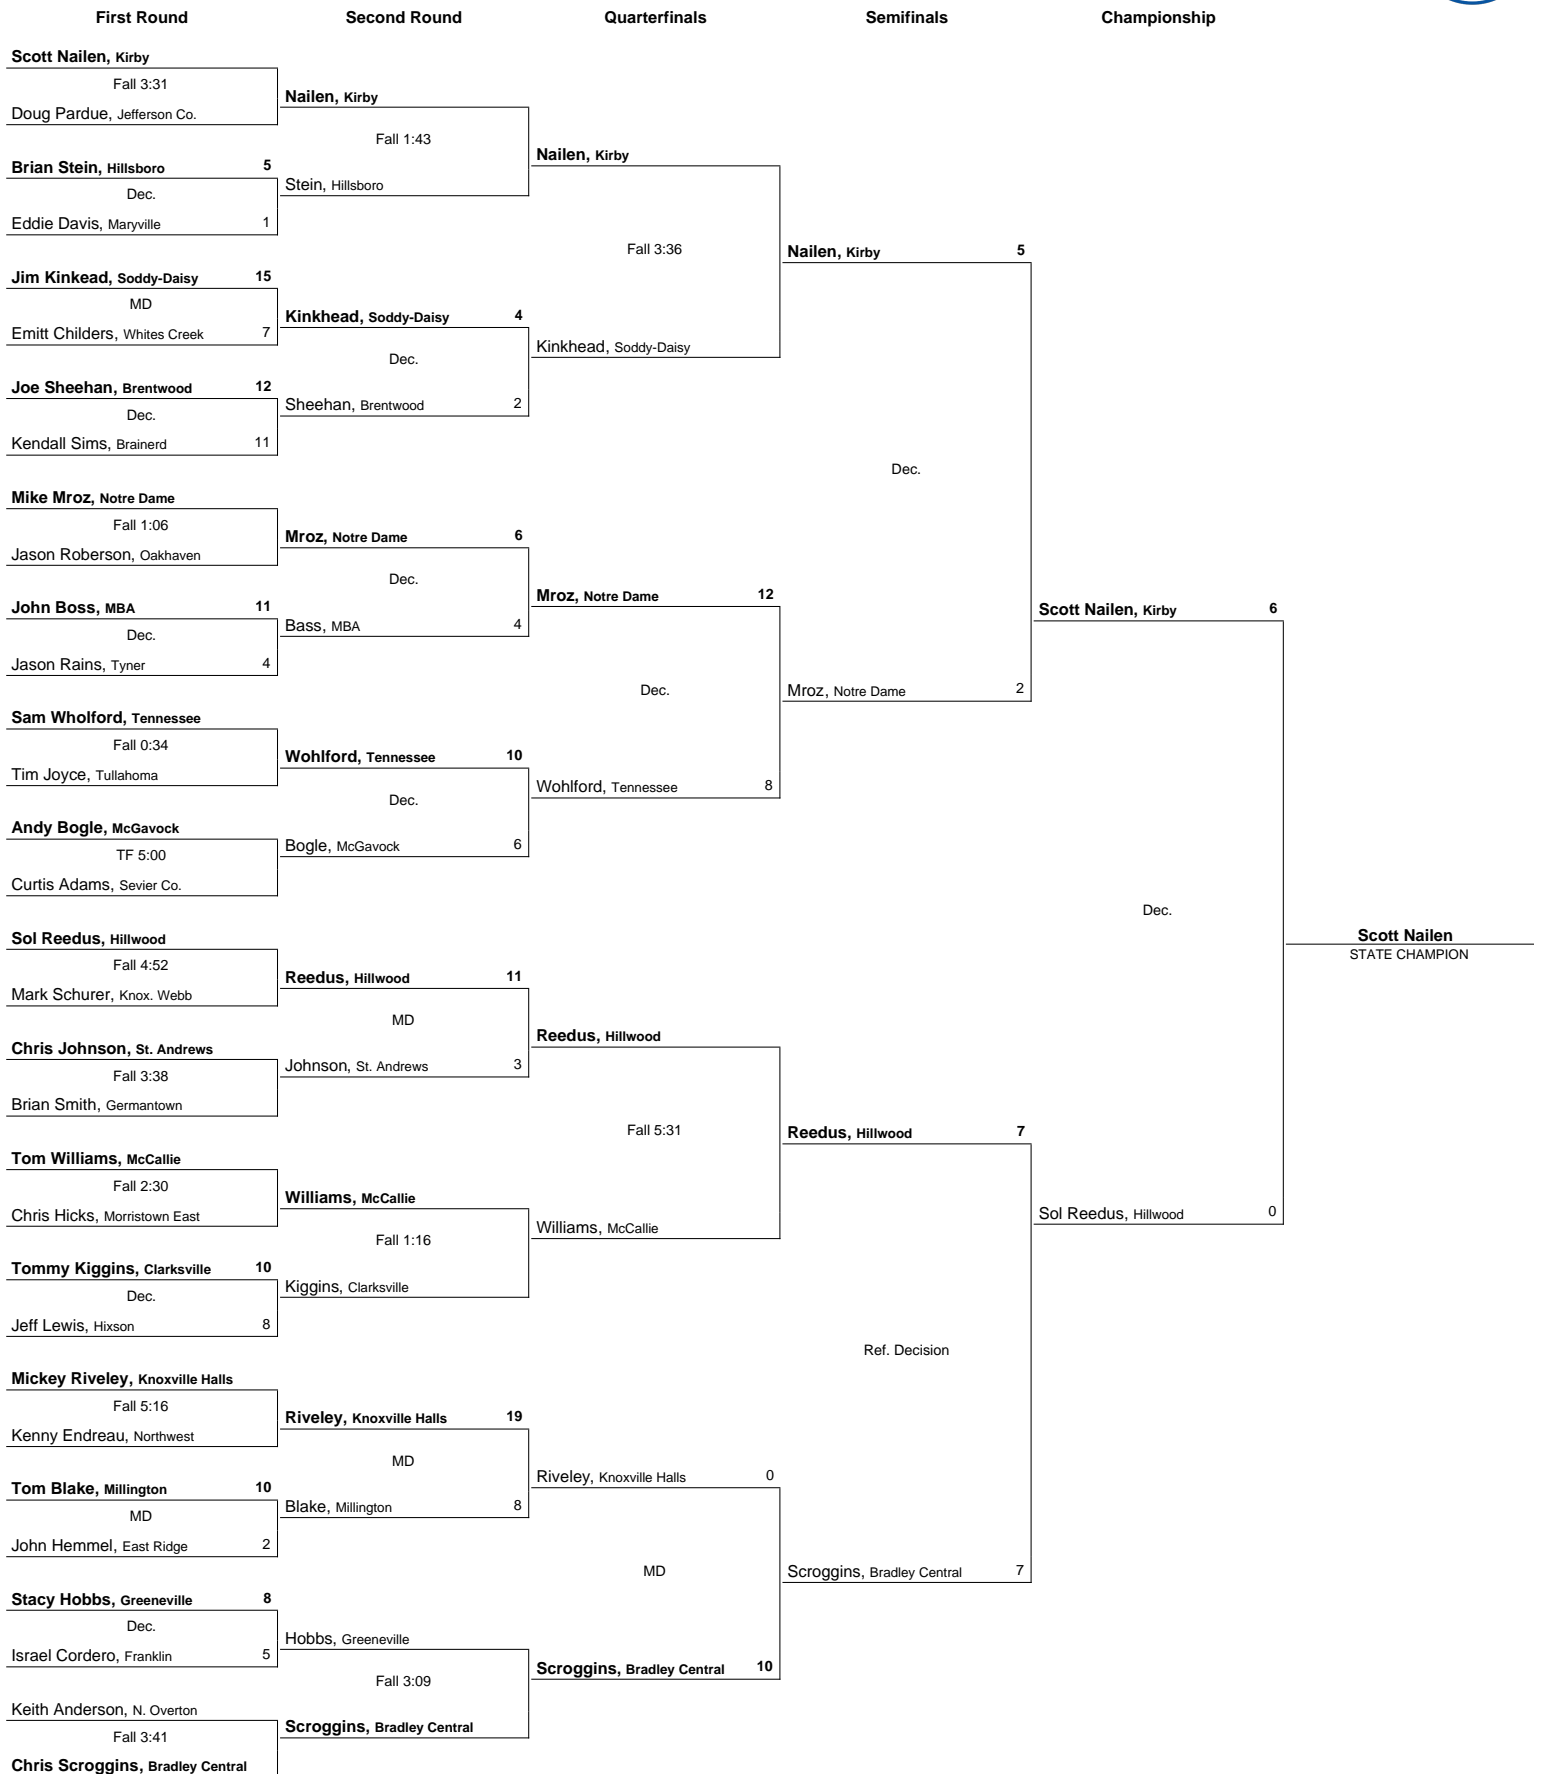 First Round Second Round Quarterfinals Semifinals Championship
Scott Nailen, Kirby
Fall 3:31
Doug Pardue, Jefferson Co.
Brian Stein, Hillsboro 5
Dec.
Eddie Davis, Maryville 1
Jim Kinkead, Soddy-Daisy 15
MD
Emitt Childers, Whites Creek 7
Joe Sheehan, Brentwood 12
Dec.
Kendall Sims, Brainerd 11
Mike Mroz, Notre Dame
Fall 1:06
Jason Roberson, Oakhaven
John Boss, MBA 11
Dec.
Jason Rains, Tyner 4
Sam Wholford, Tennessee
Fall 0:34
Tim Joyce, Tullahoma
Andy Bogle, McGavock
TF 5:00
Curtis Adams, Sevier Co.
Sol Reedus, Hillwood
Fall 4:52
Mark Schurer, Knox. Webb
Chris Johnson, St. Andrews
Fall 3:38
Brian Smith, Germantown
Tom Williams, McCallie
Fall 2:30
Chris Hicks, Morristown East
Tommy Kiggins, Clarksville 10
Dec.
Jeff Lewis, Hixson 8
Mickey Riveley, Knoxville Halls
Fall 5:16
Kenny Endreau, Northwest
Tom Blake, Millington 10
MD
John Hemmel, East Ridge 2
Stacy Hobbs, Greeneville 8
Dec.
Israel Cordero, Franklin 5
Keith Anderson, N. Overton
Fall 3:41
Chris Scroggins, Bradley Central
Nailen, Kirby
Fall 1:43
Stein, Hillsboro
Kinkhead, Soddy-Daisy 4
Dec.
Sheehan, Brentwood 2
Mroz, Notre Dame 6
Dec.
Bass, MBA 4
Wohlford, Tennessee 10
Dec.
Bogle, McGavock 6
Reedus, Hillwood 11
MD
Johnson, St. Andrews 3
Williams, McCallie
Fall 1:16
Kiggins, Clarksville
Riveley, Knoxville Halls 19
MD
Blake, Millington 8
Hobbs, Greeneville
Fall 3:09
Scroggins, Bradley Central
Nailen, Kirby
Fall 3:36
Kinkhead, Soddy-Daisy
Mroz, Notre Dame 12
Dec.
Wohlford, Tennessee 8
Reedus, Hillwood
Fall 5:31
Williams, McCallie
Riveley, Knoxville Halls 0
MD
Scroggins, Bradley Central 10
Nailen, Kirby 5
Dec.
Mroz, Notre Dame 2
Reedus, Hillwood 7
Ref. Decision
Scroggins, Bradley Central 7
Scott Nailen, Kirby 6
Dec.
Sol Reedus, Hillwood 0
Scott Nailen
STATE CHAMPION